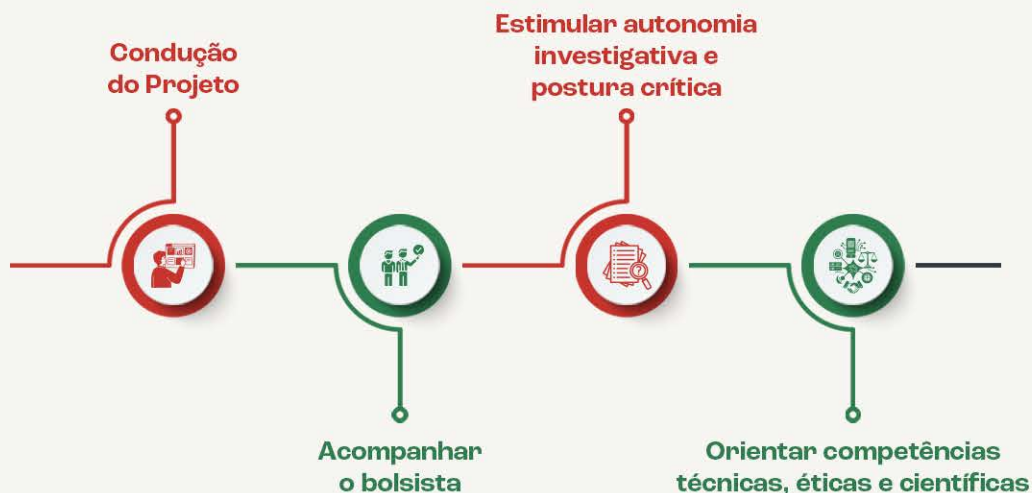 Condução
do Projeto
Acompanhar
o bolsista
Estimular autonomia
investigativa e
postura crítica
Orientar competências
técnicas, éticas e científicas